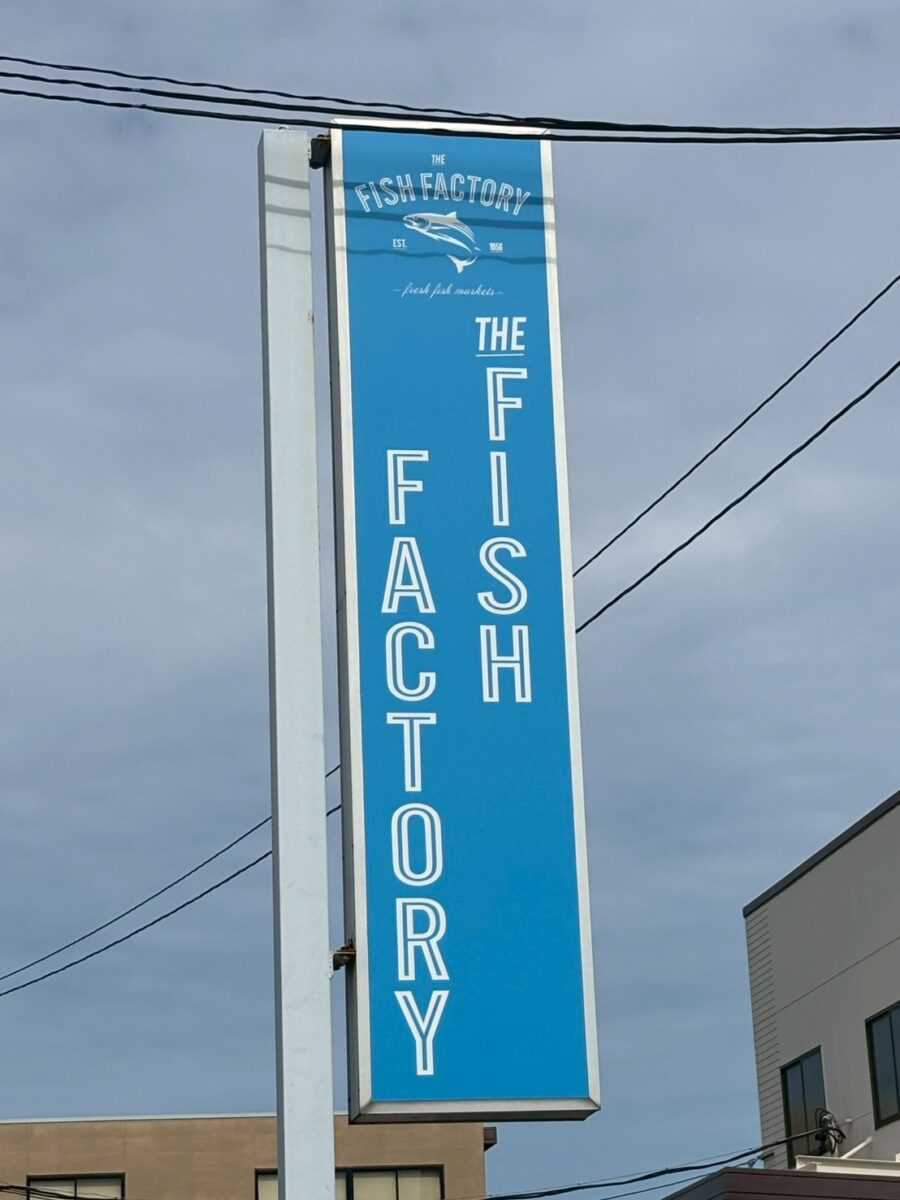 THE
FISH FACTORY
EST. 1956
fresh fish markets
THE
FISH
FACTORY